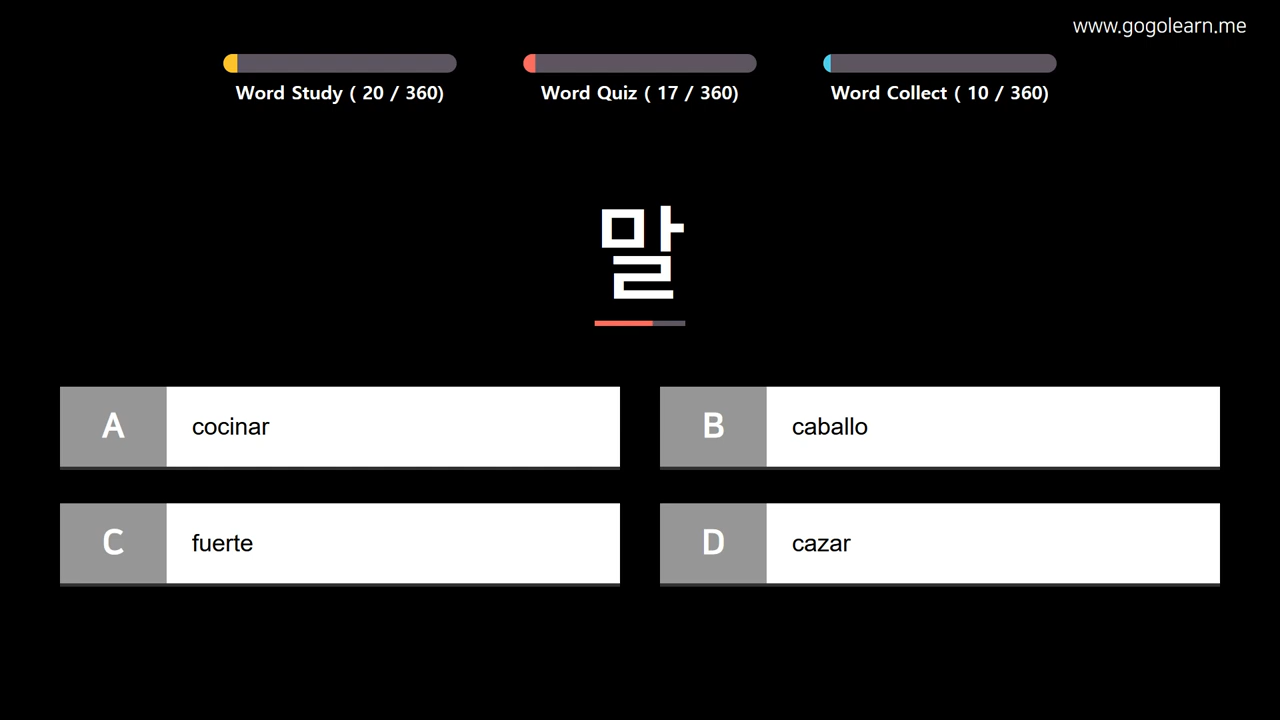 www.gogolearn.me
Word Study ( 20 / 360)
Word Quiz ( 17 / 360)
Word Collect ( 10 / 360)
말
A cocinar
B caballo
C fuerte
D cazar